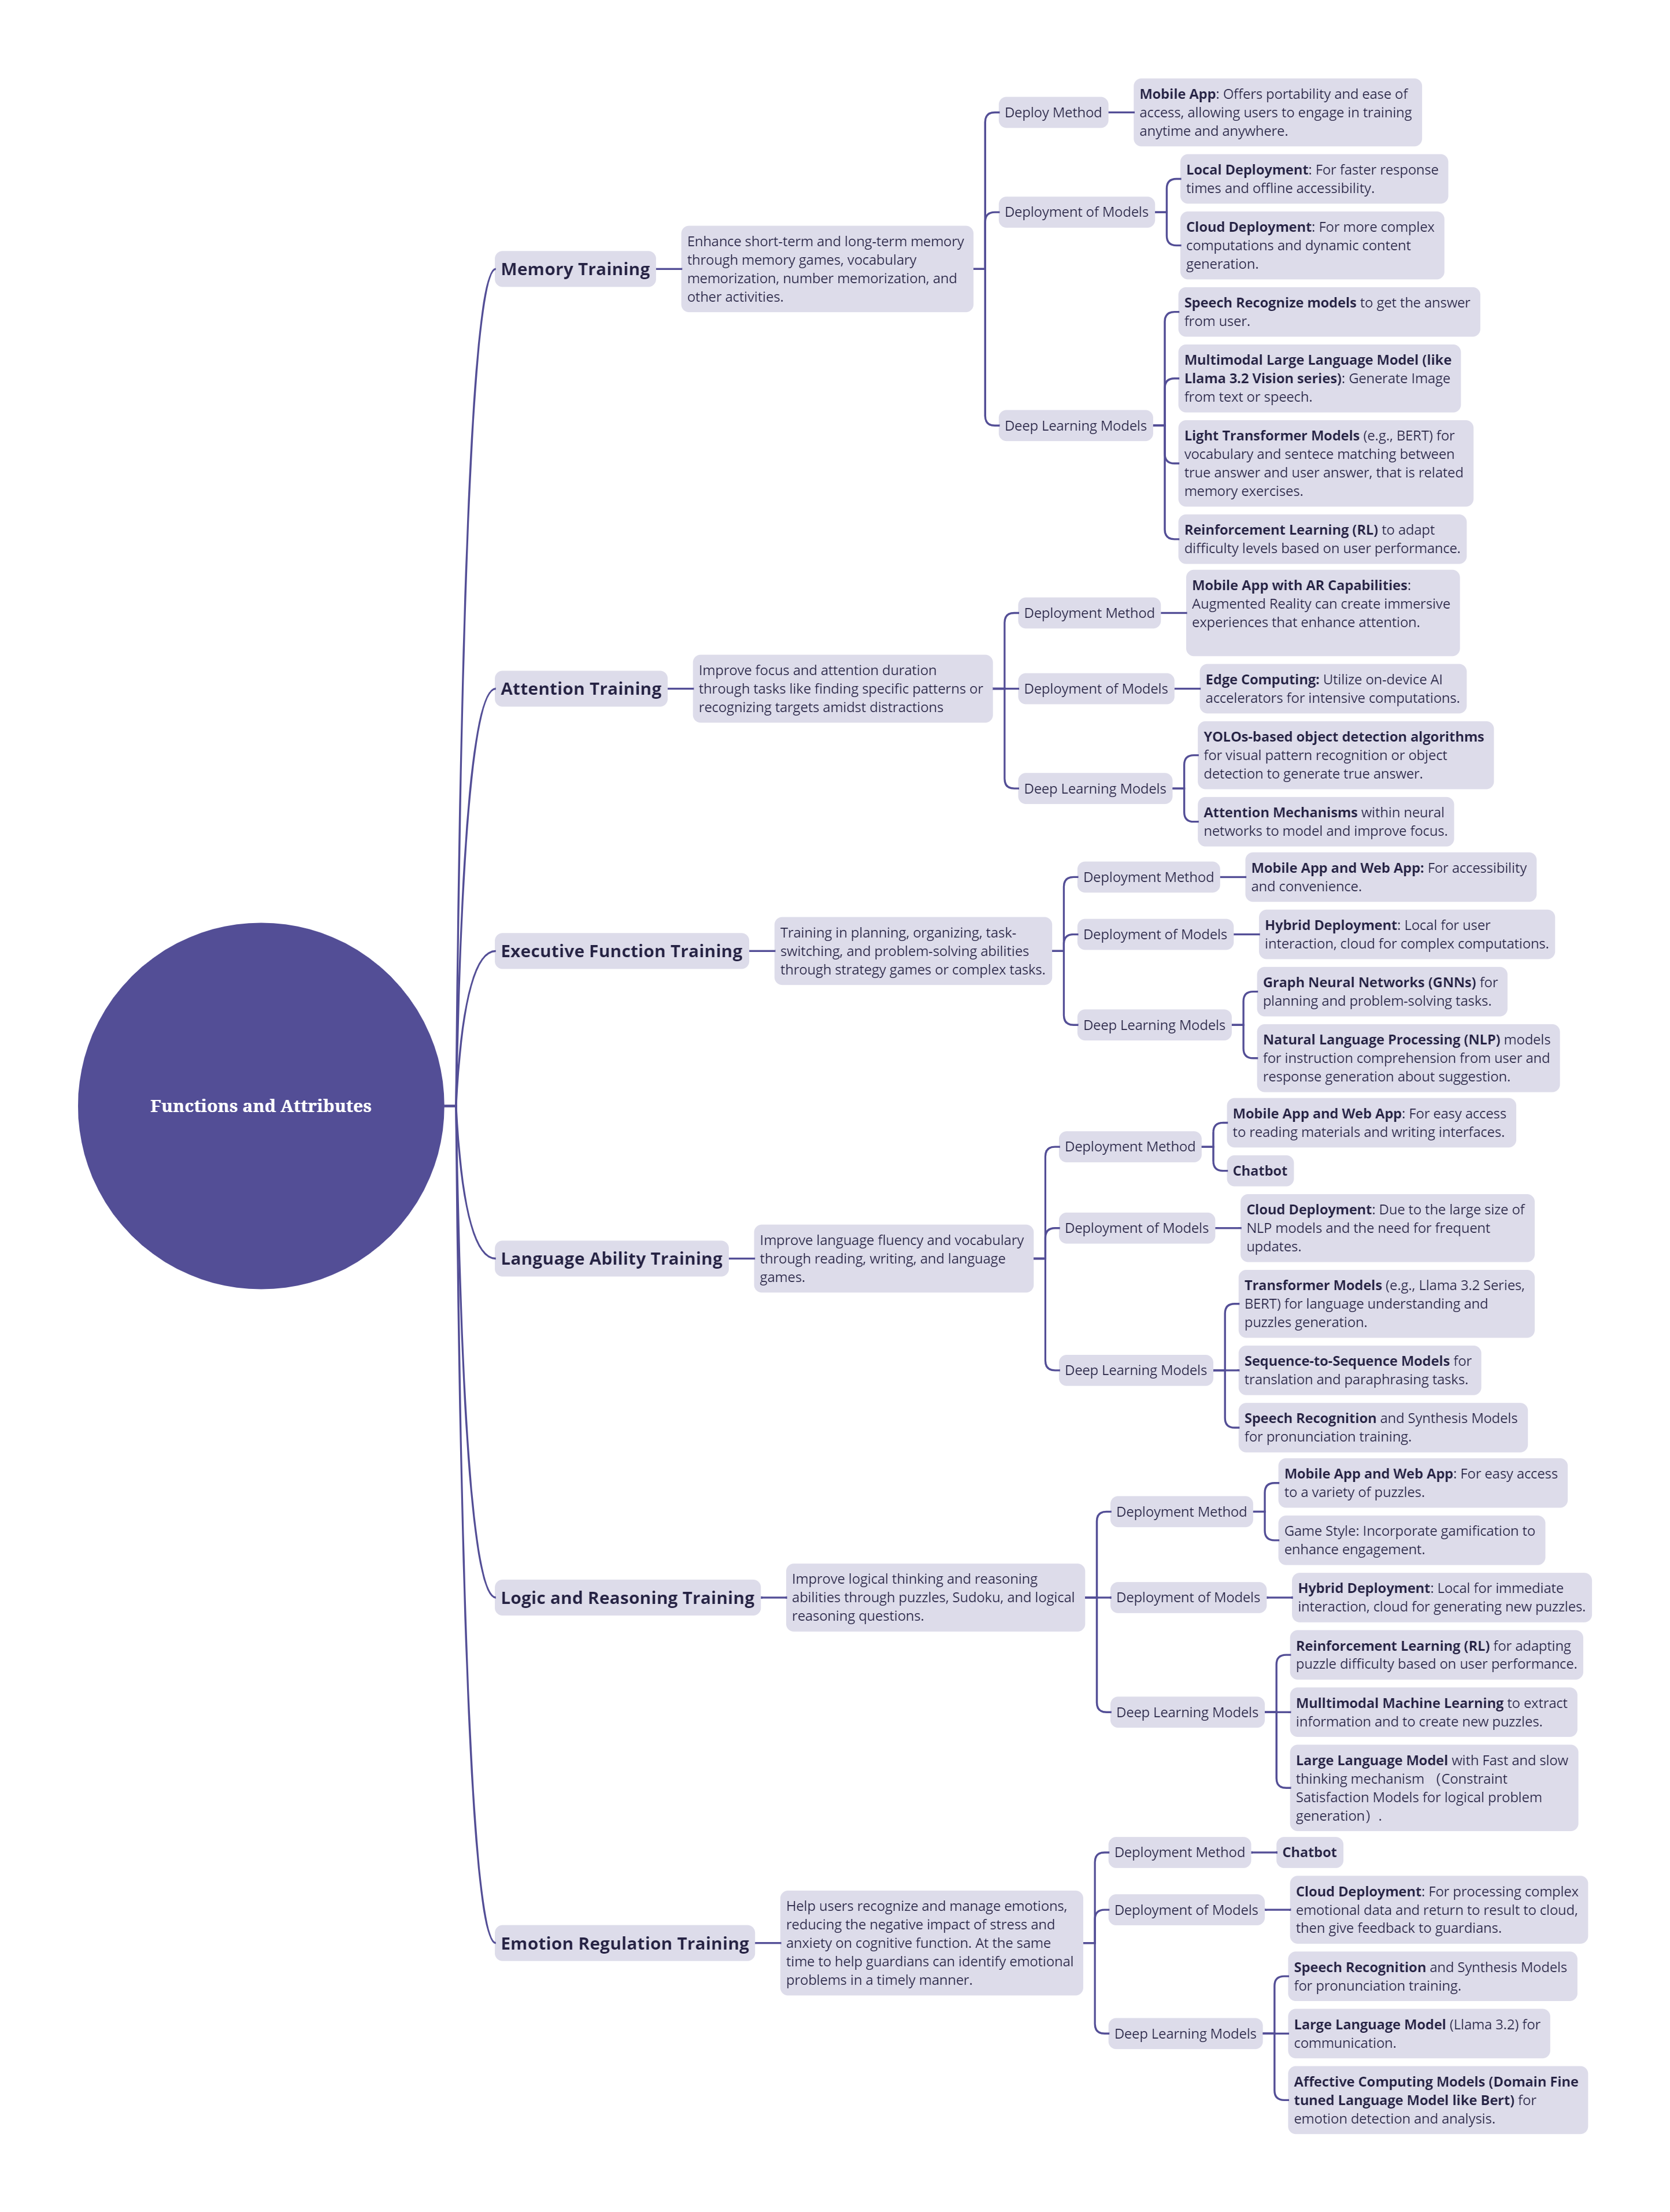 Functions and Attributes
Memory Training
Enhance short-term and long-term memory
through memory games, vocabulary
memorization, number memorization, and
other activities.
Deploy Method
Mobile App: Offers portability and ease of
access, allowing users to engage in training
anytime and anywhere.
Deployment of Models
Local Deployment: For faster response
times and offline accessibility.
Cloud Deployment: For more complex
computations and dynamic content
generation.
Deep Learning Models
Speech Recognize models to get the answer
from user.
Multimodal Large Language Model (like
Llama 3.2 Vision series): Generate Image
from text or speech.
Light Transformer Models (e.g., BERT) for
vocabulary and sentece matching between
true answer and user answer, that is related
memory exercises.
Reinforcement Learning (RL) to adapt
difficulty levels based on user performance.
Attention Training
Improve focus and attention duration
through tasks like finding specific patterns or
recognizing targets amidst distractions
Deployment Method
Mobile App with AR Capabilities:
Augmented Reality can create immersive
experiences that enhance attention.
Deployment of Models
Edge Computing: Utilize on-device AI
accelerators for intensive computations.
Deep Learning Models
YOLOs-based object detection algorithms
for visual pattern recognition or object
detection to generate true answer.
Attention Mechanisms within neural
networks to model and improve focus.
Executive Function Training
Training in planning, organizing, task-
switching, and problem-solving abilities
through strategy games or complex tasks.
Deployment Method
Mobile App and Web App: For accessibility
and convenience.
Deployment of Models
Hybrid Deployment: Local for user
interaction, cloud for complex computations.
Deep Learning Models
Graph Neural Networks (GNNs) for
planning and problem-solving tasks.
Natural Language Processing (NLP) models
for instruction comprehension from user and
response generation about suggestion.
Language Ability Training
Improve language fluency and vocabulary
through reading, writing, and language
games.
Deployment Method
Mobile App and Web App: For easy access
to reading materials and writing interfaces.
Chatbot
Deployment of Models
Cloud Deployment: Due to the large size of
NLP models and the need for frequent
updates.
Deep Learning Models
Transformer Models (e.g., Llama 3.2 Series,
BERT) for language understanding and
puzzles generation.
Sequence-to-Sequence Models for
translation and paraphrasing tasks.
Speech Recognition and Synthesis Models
for pronunciation training.
Logic and Reasoning Training
Improve logical thinking and reasoning
abilities through puzzles, Sudoku, and logical
reasoning questions.
Deployment Method
Mobile App and Web App: For easy access
to a variety of puzzles.
Game Style: Incorporate gamification to
enhance engagement.
Deployment of Models
Hybrid Deployment: Local for immediate
interaction, cloud for generating new puzzles.
Deep Learning Models
Reinforcement Learning (RL) for adapting
puzzle difficulty based on user performance.
Mulltimodal Machine Learning to extract
information and to create new puzzles.
Large Language Model with Fast and slow
thinking mechanism （Constraint
Satisfaction Models for logical problem
generation）.
Emotion Regulation Training
Help users recognize and manage emotions,
reducing the negative impact of stress and
anxiety on cognitive function. At the same
time to help guardians can identify emotional
problems in a timely manner.
Deployment Method
Chatbot
Deployment of Models
Cloud Deployment: For processing complex
emotional data and return to result to cloud,
then give feedback to guardians.
Deep Learning Models
Speech Recognition and Synthesis Models
for pronunciation training.
Large Language Model (Llama 3.2) for
communication.
Affective Computing Models (Domain Fine
tuned Language Model like Bert) for
emotion detection and analysis.